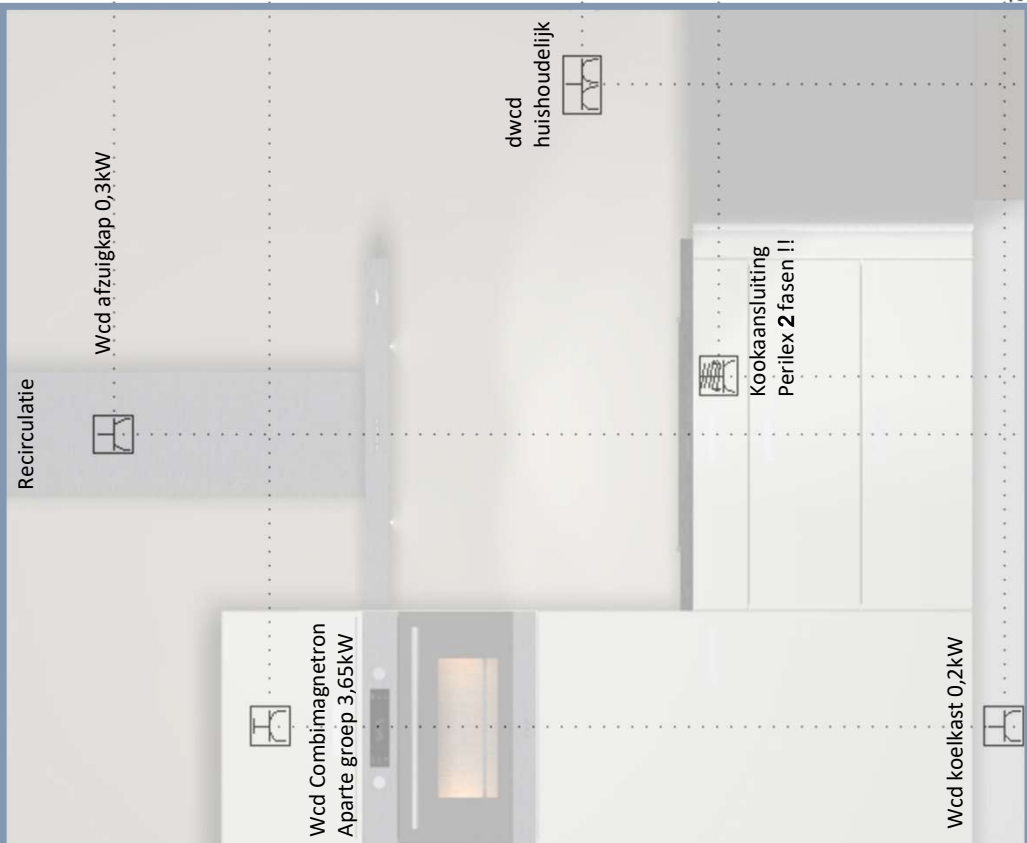 Recirculatie
Wcd afzuigkap 0,3kW
dwcd
huishoudelijk
Wcd Combimagnetron
Aparte groep 3,65kW
Kookaansluiting
Perilex 2 fasen !!
Wcd koelkast 0,2kW